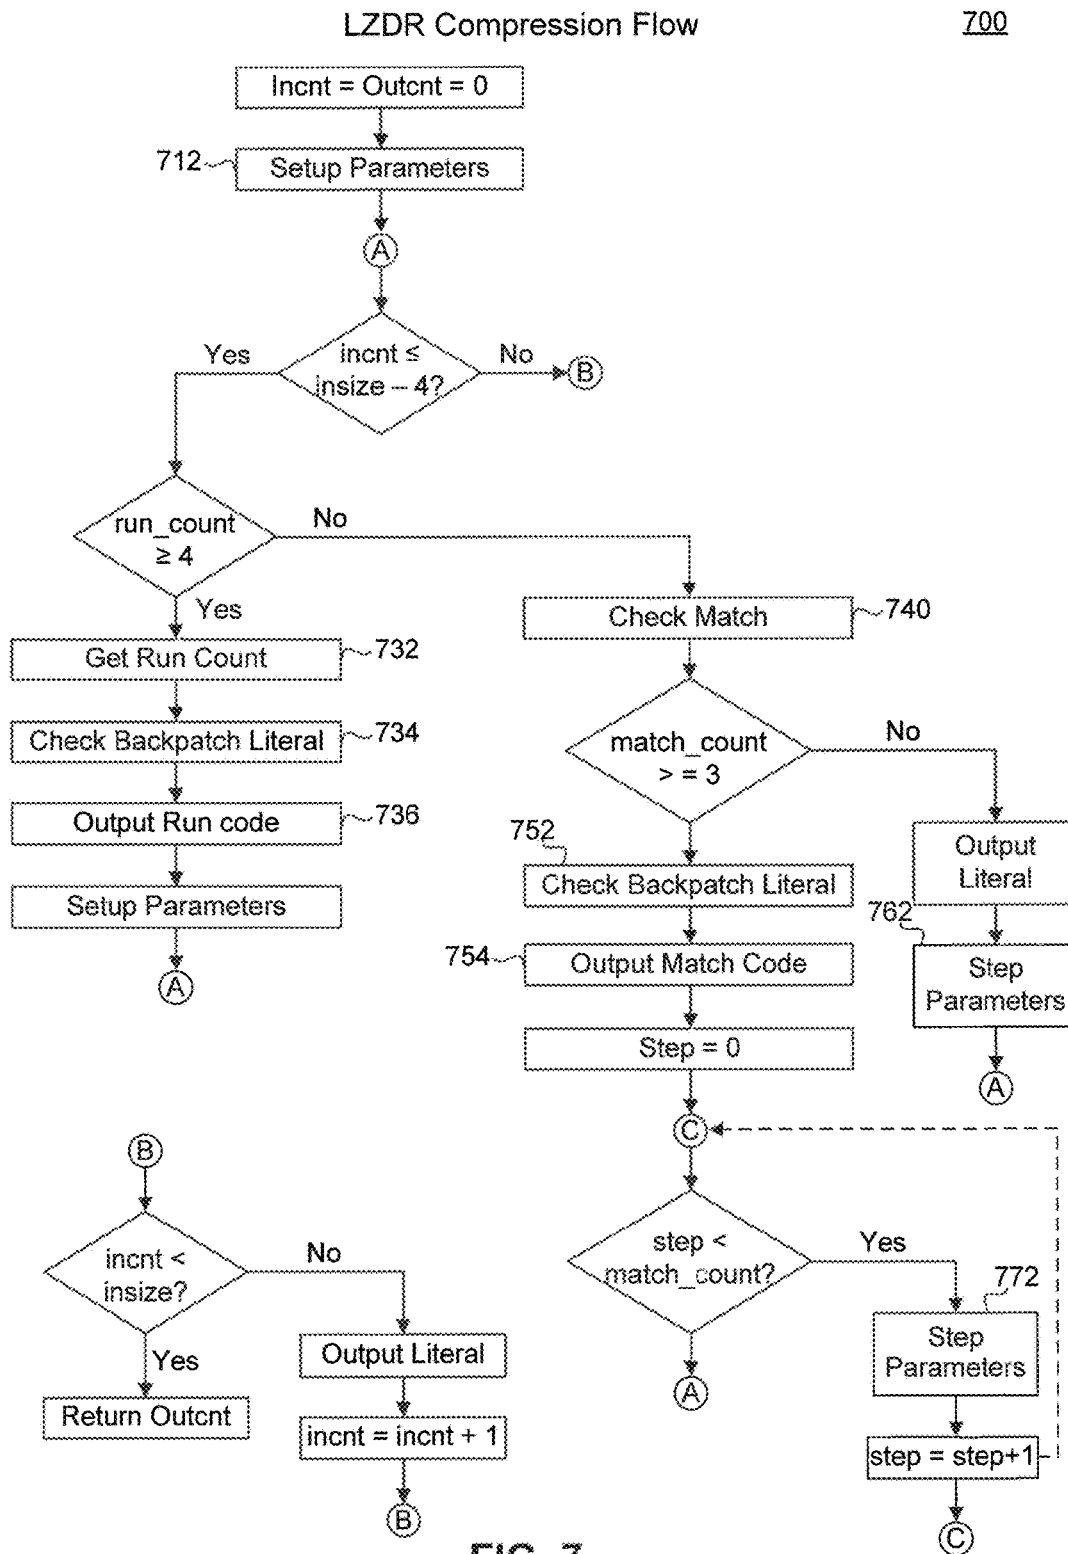 LZDR Compression Flow
700
Incnt = Outcnt = 0
712
Setup Parameters
A
incnt ≤
insize – 4?
Yes
No
B
run_count
≥ 4
No
Yes
Get Run Count
732
Check Backpatch Literal
734
Output Run code
736
Setup Parameters
A
Check Match
740
match_count
> = 3
No
752
Check Backpatch Literal
754
Output Match Code
Step = 0
C
Output
Literal
762
Step
Parameters
A
step <
match_count?
Yes
A
772
Step
Parameters
step = step+1
C
B
incnt <
insize?
No
Yes
Return Outcnt
Output Literal
incnt = incnt + 1
B
FIG. 7